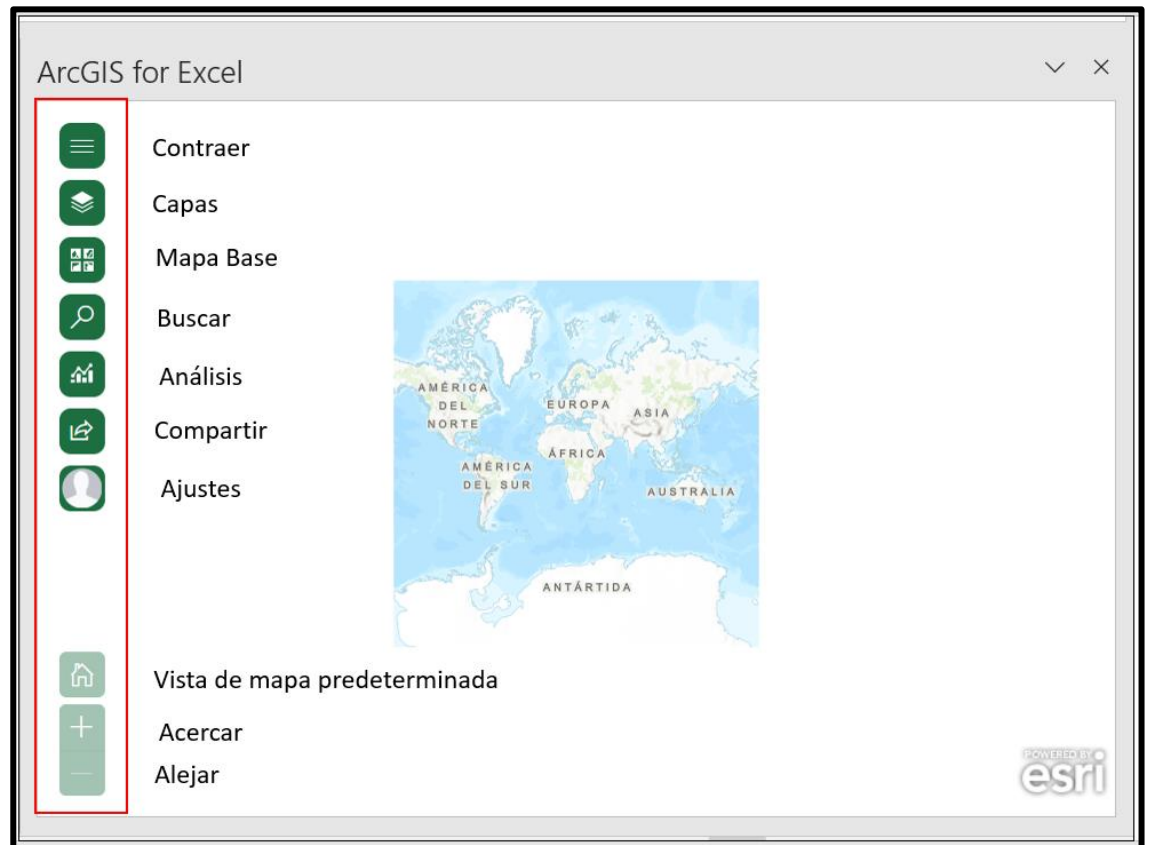 ArcGIS for Excel
Contraer
Capas
Mapa Base
Buscar
Análisis
Compartir
Ajustes
AMÉRICA
DEL
NORTE
EUROPA
ASIA
ÁFRICA
AMÉRICA
DEL SUR
AUSTRALIA
ANTÁRTIDA
Vista de mapa predeterminada
Acercar
Alejar
POWERED BY
esri